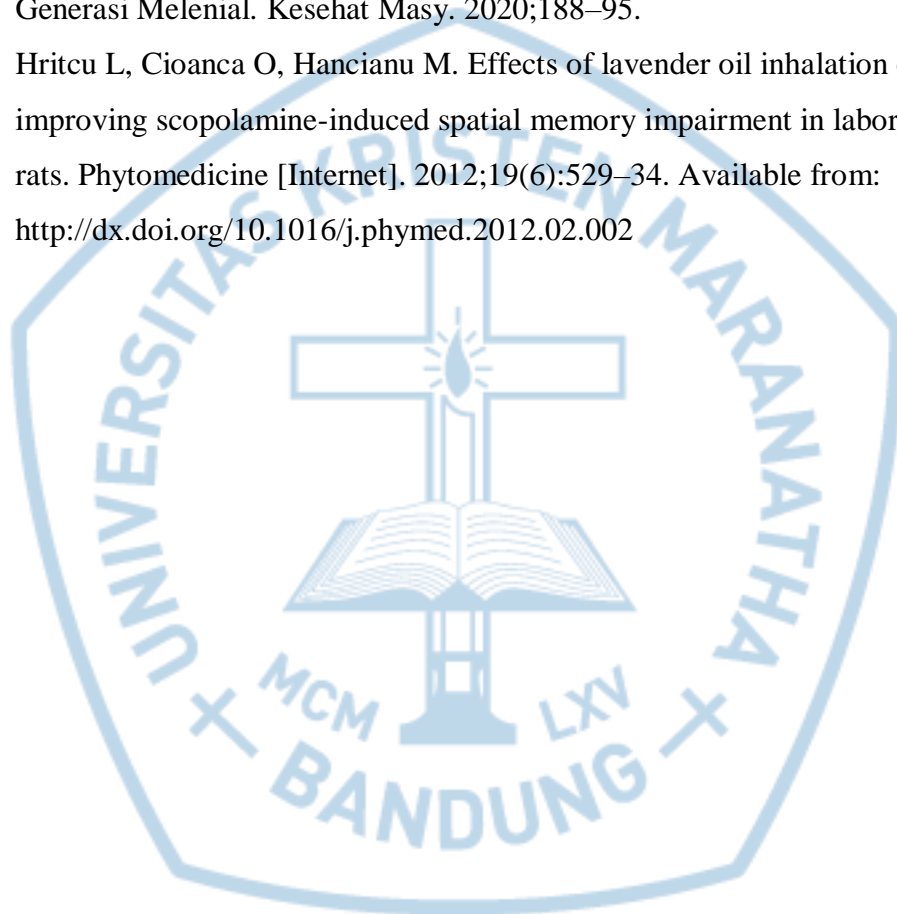 Generasi Melenial. Kesehat Masy. 2020;188–95.
Hritcu L, Cioanca O, Hancianu M. Effects of lavender oil inhalation
improving scopolamine-induced spatial memory impairment in labor
rats. Phytomedicine [Internet]. 2012;19(6):529–34. Available from:
http://dx.doi.org/10.1016/j.phymed.2012.02.002
UNIVERSITAS KRISTEN MARANATHA
MCM LXV
BANDUNG